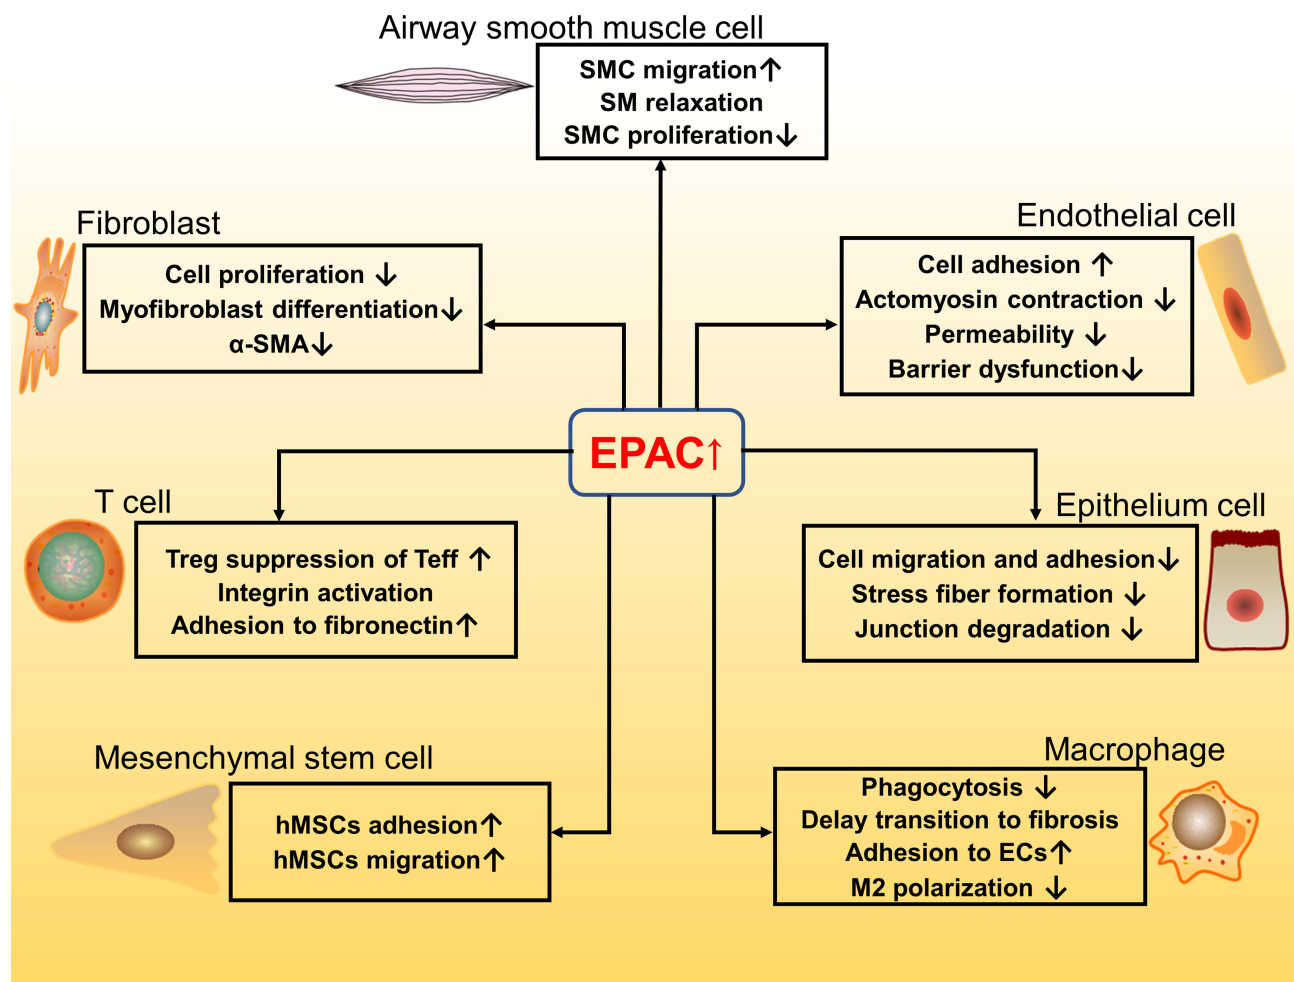 Airway smooth muscle cell
SMC migration↑
SM relaxation
SMC proliferation↓
Fibroblast
Cell proliferation ↓
Myofibroblast differentiation↓
α-SMA↓
Endothelial cell
Cell adhesion ↑
Actomyosin contraction ↓
Permeability ↓
Barrier dysfunction↓
EPAC↑
T cell
Treg suppression of Teff ↑
Integrin activation
Adhesion to fibronectin↑
Epithelium cell
Cell migration and adhesion↓
Stress fiber formation ↓
Junction degradation ↓
Mesenchymal stem cell
hMSCs adhesion↑
hMSCs migration↑
Macrophage
Phagocytosis ↓
Delay transition to fibrosis
Adhesion to ECs↑
M2 polarization ↓